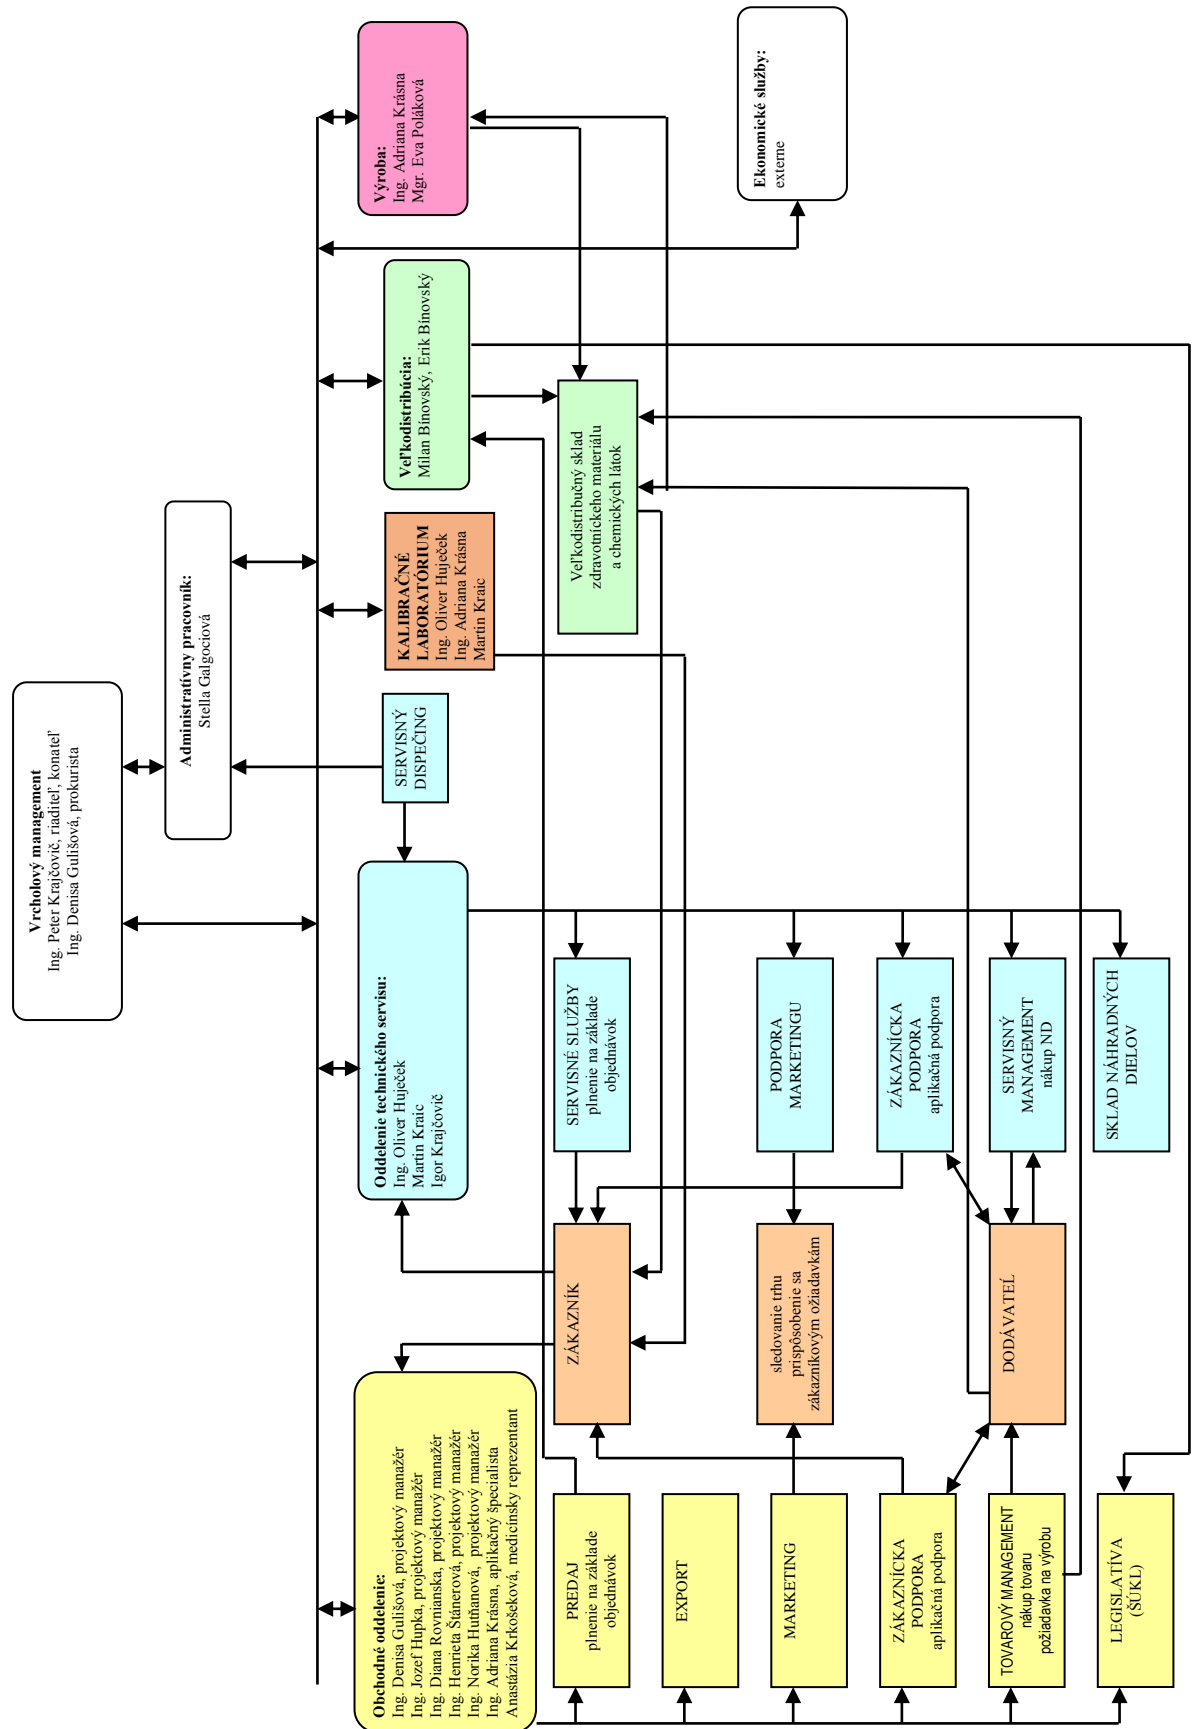 Vrcholový management
Ing. Peter Krajčovič, riaditeľ, konateľ
Ing. Denisa Gulišová, prokurista
Administratívny pracovník:
Stella Galgociová
Obchodné oddelenie:
Ing. Denisa Gulišová, projektový manažér
Ing. Jozef Hupka, projektový manažér
Ing. Diana Rovnianska, projektový manažér
Ing. Henrieta Štánerová, projektový manažér
Ing. Norika Hutňanová, projektový manažér
Ing. Adriana Krásna, aplikačný špecialista
Anastázia Krkošeková, medicínsky reprezentant
Oddelenie technického servisu:
Ing. Oliver Huječek
Martin Kraic
Igor Krajčovič
SERVISNÝ
DISPEČING
KALIBRAČNÉ
LABORATÓRIUM
Ing. Oliver Huječek
Ing. Adriana Krásna
Martin Kraic
Veľkodistribúcia:
Milan Bínovský, Erik Bínovský
Výroba:
Ing. Adriana Krásna
Mgr. Eva Poláková
PREDAJ
plnenie na základe
objednávok
ZÁKAZNÍK
SERVISNÉ SLUŽBY
plnenie na základe
objednávok
Veľkodistribučný sklad
zdravotníckeho materiálu
a chemických látok
EXPORT
MARKETING
sledovanie trhu
prispôsobenie sa
zákazníkovým ožiadavkám
PODPORA
MARKETINGU
Ekonomické služby:
externe
ZÁKAZNÍCKA
PODPORA
aplikačná podpora
ZÁKAZNÍCKA
PODPORA
aplikačná podpora
TOVAROVÝ MANAGEMENT
nákup tovaru
požiadavka na výrobu
DODÁVATEĽ
SERVISNÝ
MANAGEMENT
nákup ND
LEGISLATÍVA
(ŠÚKL)
SKLAD NÁHRADNÝCH
DIELOV